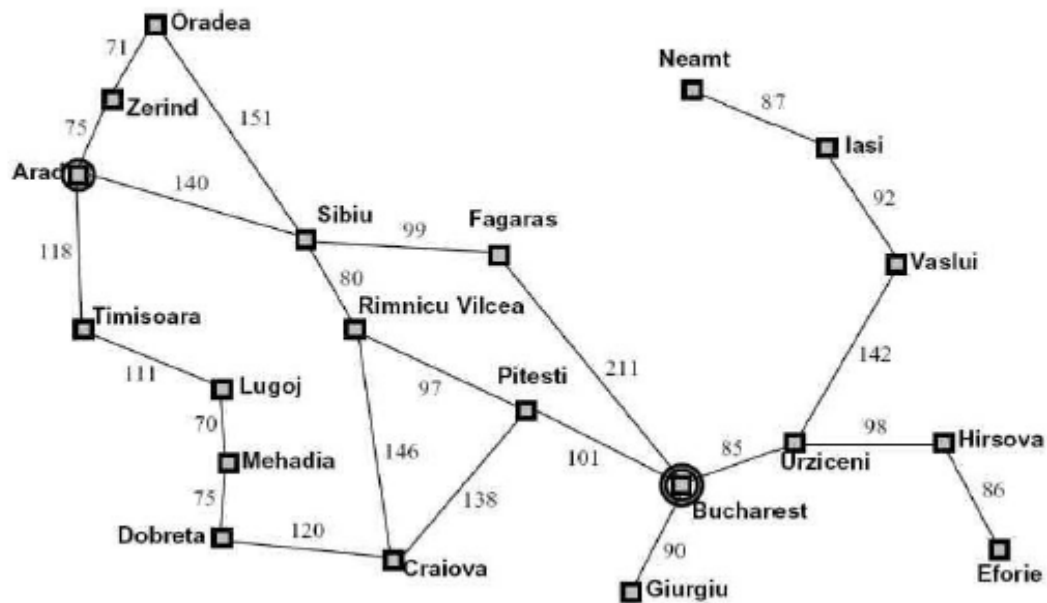 Oradea
71
Neamt
87
Zerind
151
75
Iasi
Arad
140
92
Sibiu
Fagaras
99
118
Vaslui
80
Timisoara
Rimnicu Vilcea
142
211
111
Lugoj
97
Pitesti
70
98
Hirsova
85
Urziceni
Mehadia
146
101
86
75
138
Bucharest
Dobreta
120
90
Craiova
Eforie
Giurgiu